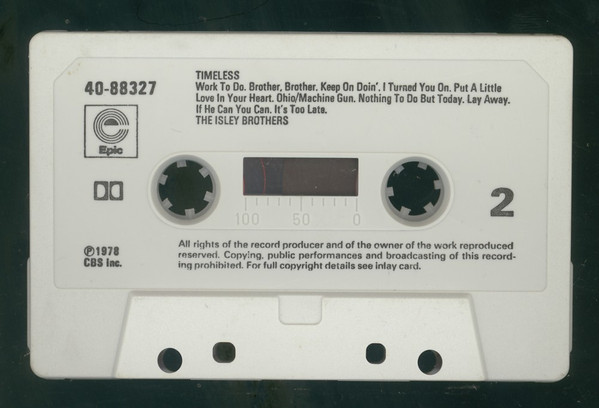 TIMELESS
Work To Do. Brother, Brother. Keep On Doin'. I Turned You On. Put A Little
Love In Your Heart. Ohio/Machine Gun. Nothing To Do But Today. Lay Away.
If He Can You Can. It's Too Late.
THE ISLEY BROTHERS
40-88327
Epic
100 50 0
2
℗1978
CBS Inc.
All rights of the record producer and of the owner of the work reproduced
reserved. Copying, public performances and broadcasting of this record-
ing prohibited. For full copyright details see inlay card.